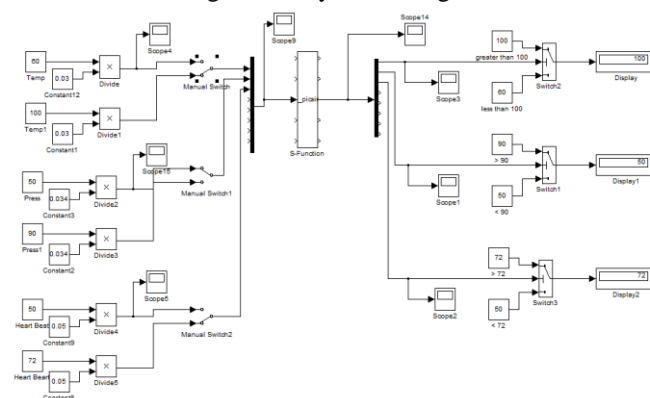 60
Temp
0.03
Constant12
Divide
Scope4
Manual Switch
100
Temp1
0.03
Constant1
Divide1
50
Press
0.034
Constant3
Divide2
Scope15
Manual Switch1
90
Press1
0.034
Constant2
Divide3
50
Heart Beat
0.05
Constant9
Divide4
Scope5
Manual Switch2
72
0.05
Divide5
Scope9
picair
S-Function
Scope14
Scope3
Scope1
Scope2
100
greater than 100
60
less than 100
Switch2
100
Display
90
> 90
50
< 90
Switch1
50
Display1
72
> 72
50
< 72
Switch3
72
Display2